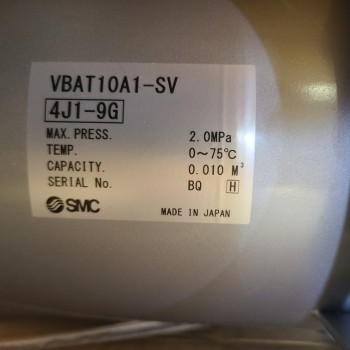 VBAT10A1-SV
4J1-9G
MAX. PRESS. 2.0MPa
TEMP. 0~75℃
CAPACITY. 0.010 M³
SERIAL No. BQ H
SMC MADE IN JAPAN